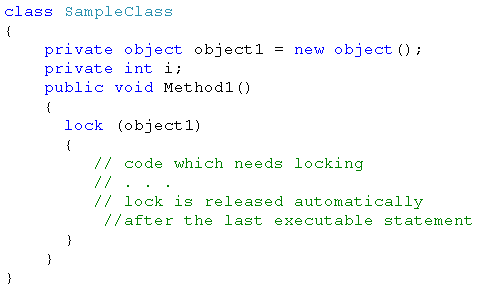 class SampleClass
{
    private object object1 = new object();
    private int i;
    public void Method1()
    {
      lock (object1)
      {
         // code which needs locking
         // . . .
         // lock is released automatically
          //after the last executable statement
      }
    }
}